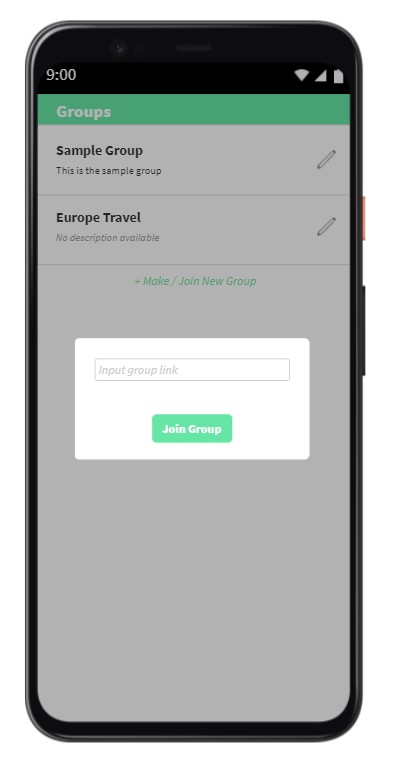 9:00
Groups
Sample Group
This is the sample group
Europe Travel
No description available
+ Make / Join New Group
Input group link
Join Group